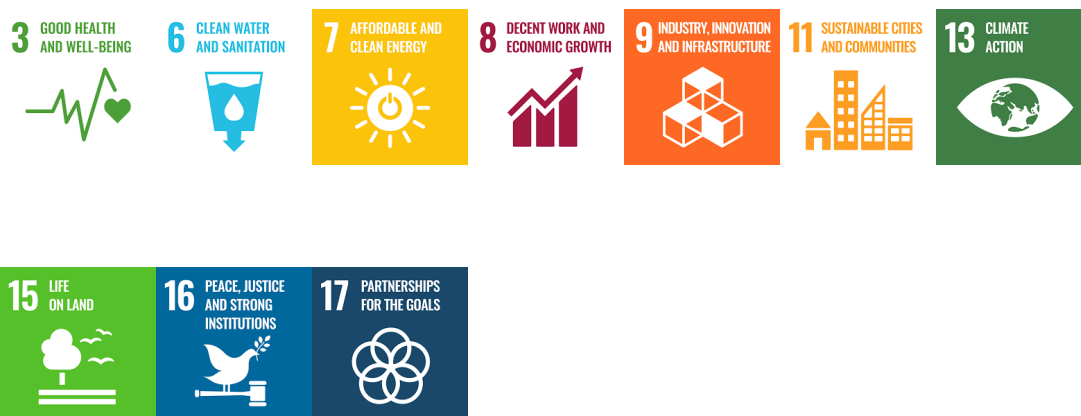 3 GOOD HEALTH
AND WELL-BEING
6 CLEAN WATER
AND SANITATION
7 AFFORDABLE AND
CLEAN ENERGY
8 DECENT WORK AND
ECONOMIC GROWTH
9 INDUSTRY, INNOVATION
AND INFRASTRUCTURE
11 SUSTAINABLE CITIES
AND COMMUNITIES
13 CLIMATE
ACTION
15 LIFE
ON LAND
16 PEACE, JUSTICE
AND STRONG
INSTITUTIONS
17 PARTNERSHIPS
FOR THE GOALS